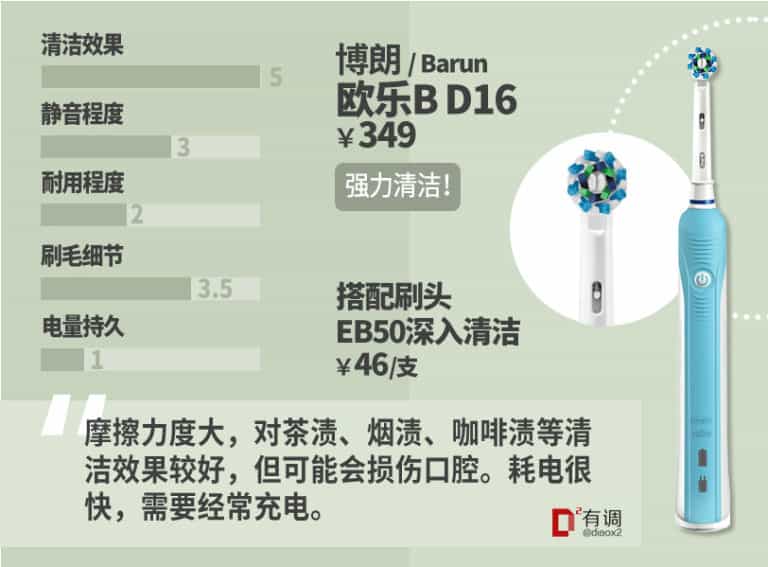 清洁效果
5
静音程度
3
耐用程度
2
刷毛细节
3.5
电量持久
1
博朗 / Barun
欧乐B D16
￥349
强力清洁！
搭配刷头
EB50深入清洁
￥46/支
摩擦力度大，对茶渍、烟渍、咖啡渍等清
洁效果较好，但可能会损伤口腔。耗电很
快，需要经常充电。
D2有调
@diaox2